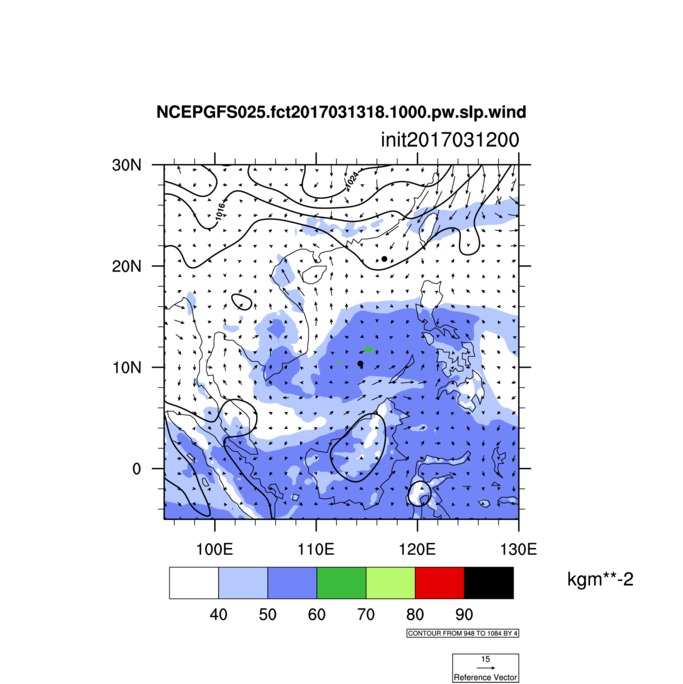 NCEPGFS025.fct2017031318.1000.pw.slp.wind
init2017031200
30N
1024
1016
20N
10N
0
100E 110E 120E 130E
kgm**-2
40 50 60 70 80 90
CONTOUR FROM 948 TO 1084 BY 4
15
Reference Vector